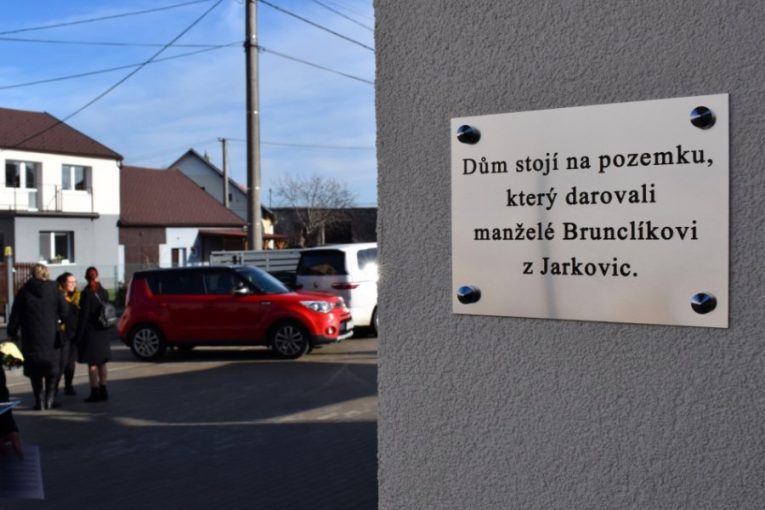 Dům stojí na pozemku,
který darovali
manželé Brunclíkovi
z Jarkovic.